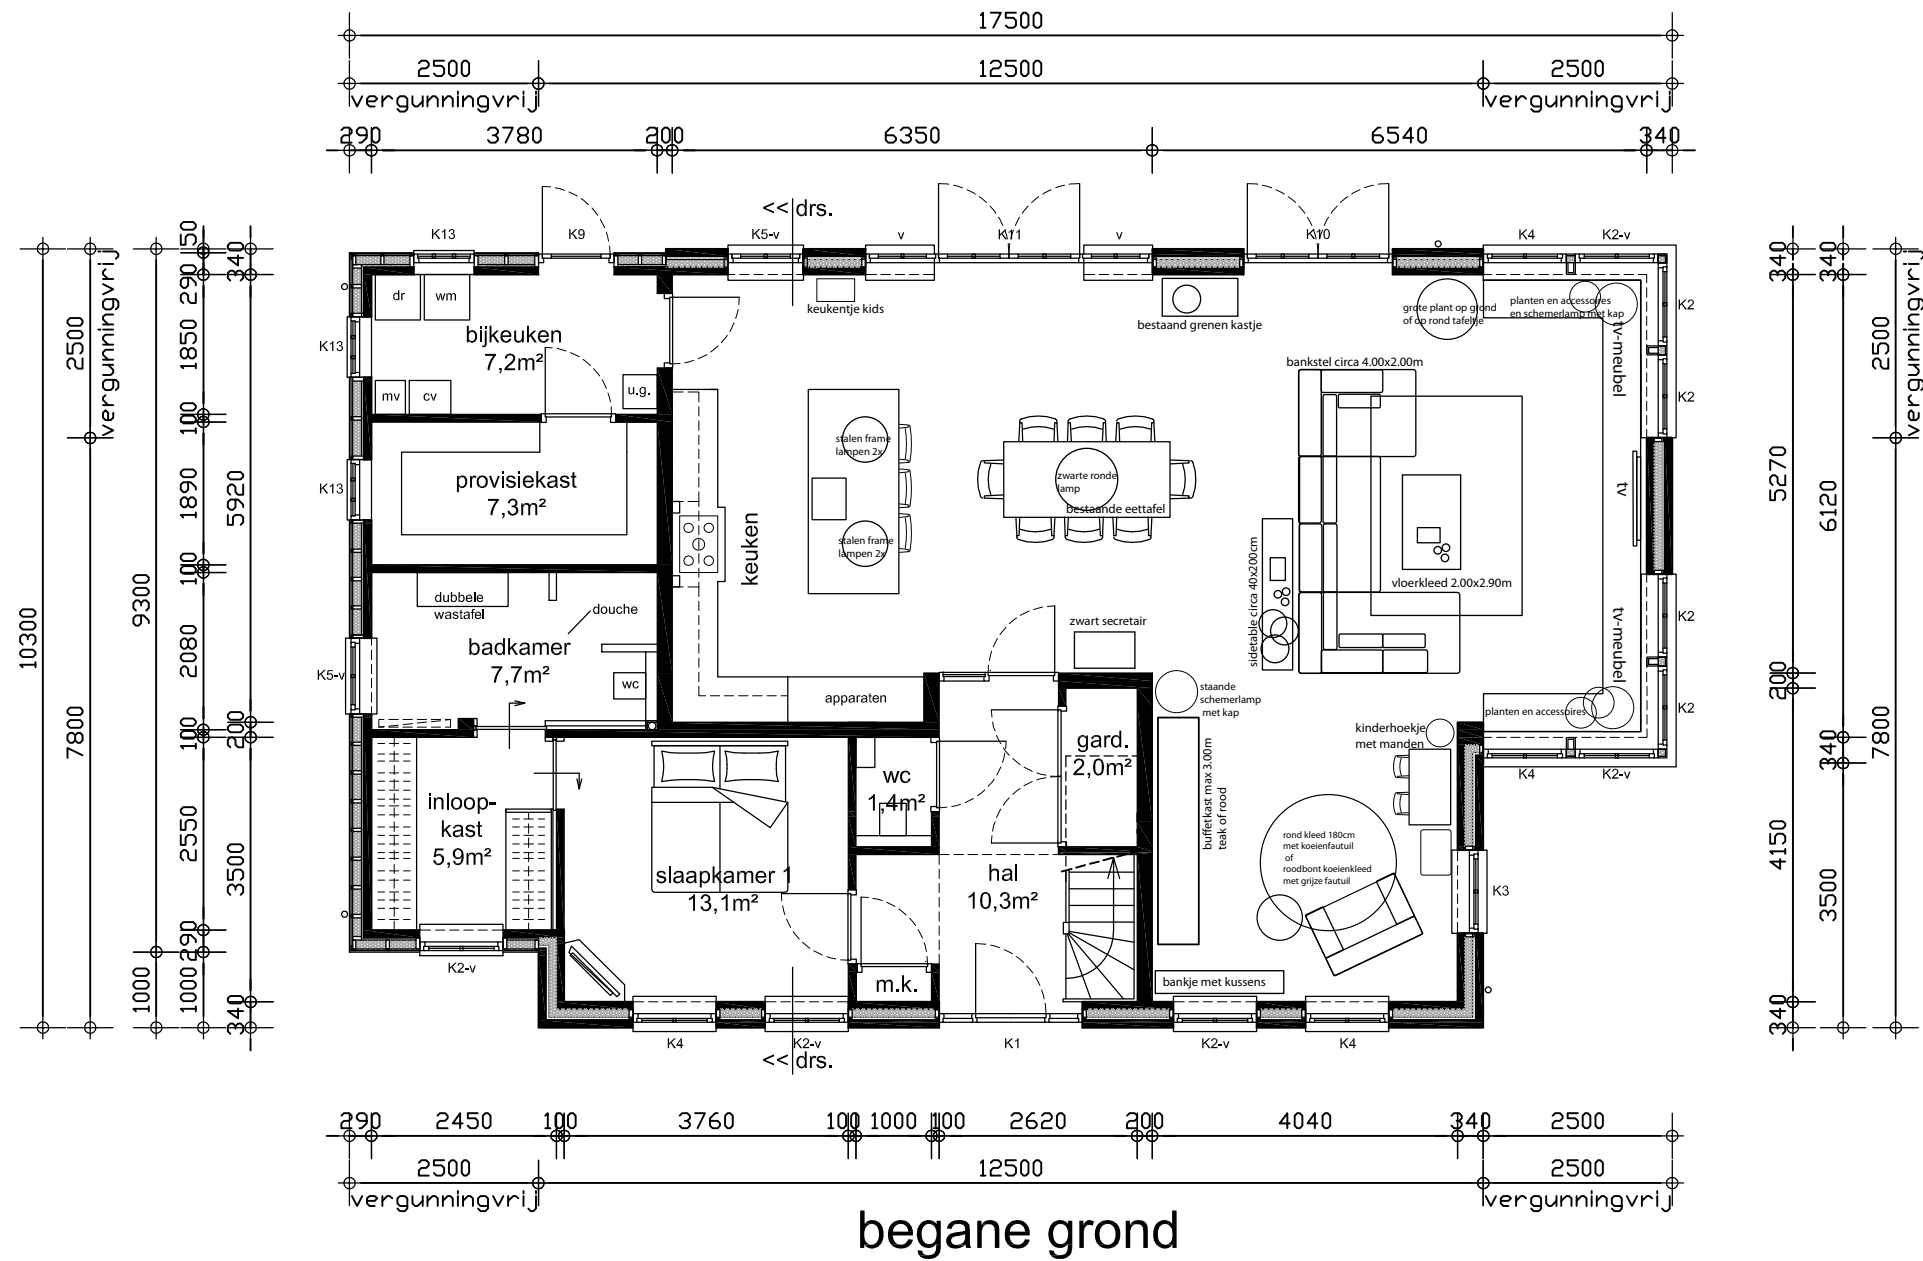 17500
2500 12500 2500
vergunningvrij vergunningvrij
290 3780 200 6350 6540 340
<< drs.
K13 K9 K5-v v K11 v K10 K4 K2-v
10300
7800
2500
vergunningvrij
9300
1000
50
290
1850
100
1890
100
2080
100
2550
290
1000
340
5920
200
3500
340
K13
K13
K5-v
dr wm
bijkeuken
7,2m²
mv cv u.g.
provisiekast
7,3m²
dubbele
wastafel
douche
badkamer
7,7m²
wc
inloop-
kast
5,9m²
K2-v
slaapkamer 1
13,1m²
wc
1,4m²
m.k.
hal
10,3m²
gard.
2,0m²
keuken
apparaten
keukentje kids
stalen frame
lampen 2x
stalen frame
lampen 2x
zwarte ronde
lamp
bestaande eettafel
bestaand grenen kastje
zwart secretair
grote plant op grond
of op rond tafeltje
planten en accessoires
en schemerlamp met kap
bankstel circa 4.00x2.00m
vloerkleed 2.00x2.90m
sidetable circa 40x200cm
tv-meubel
tv
tv-meubel
planten en accessoires
staande
schemerlamp
met kap
buffetkast max 3.00m
teak of rood
kinderhoekje
met manden
rond kleed 180cm
met koeienfautuil
of
roodbont koeienkleed
met grijze fautuil
bankje met kussens
K2
K2
K2
K2
K4 K2-v
K3
K4 K2-v K1 K2-v K4
<< drs.
340
5270
200
4150
340
340
6120
340
3500
340
2500
vergunningvrij
7800
290 2450 100 3760 100 1000 100 2620 200 4040 340 2500
2500 12500 2500
vergunningvrij vergunningvrij
begane grond